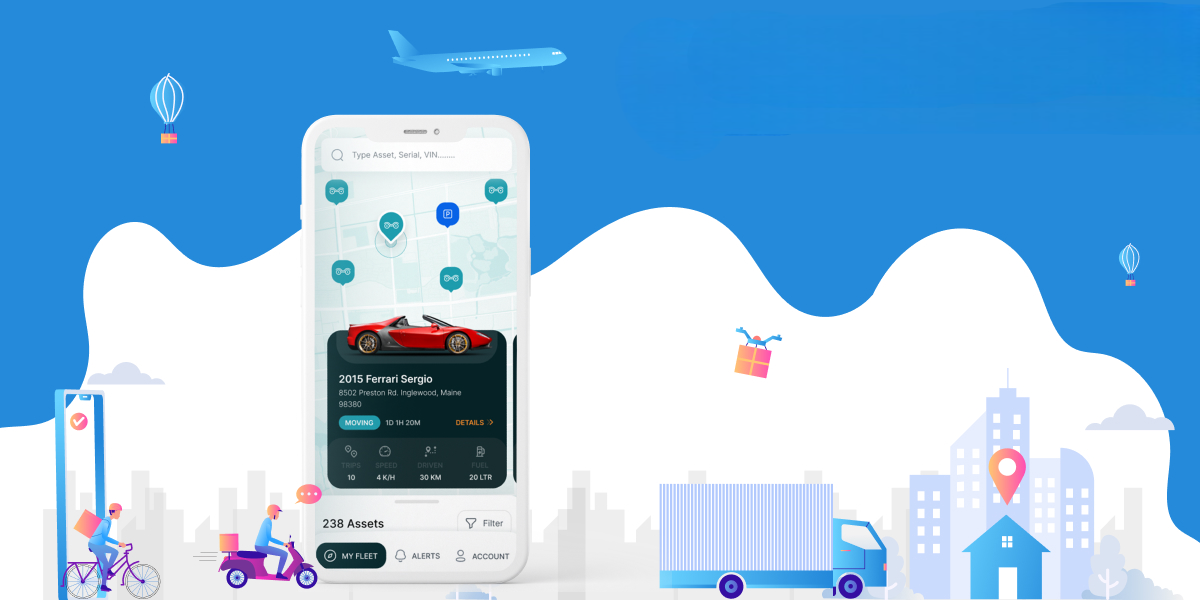 Type Asset, Serial, VIN........
P
2015 Ferrari Sergio
8502 Preston Rd. Inglewood, Maine
98380
MOVING 1D 1H 20M DETAILS
TRIPS SPEED DRIVEN FUEL
10 4 K/H 30 KM 20 LTR
238 Assets Filter
MY FLEET ALERTS ACCOUNT